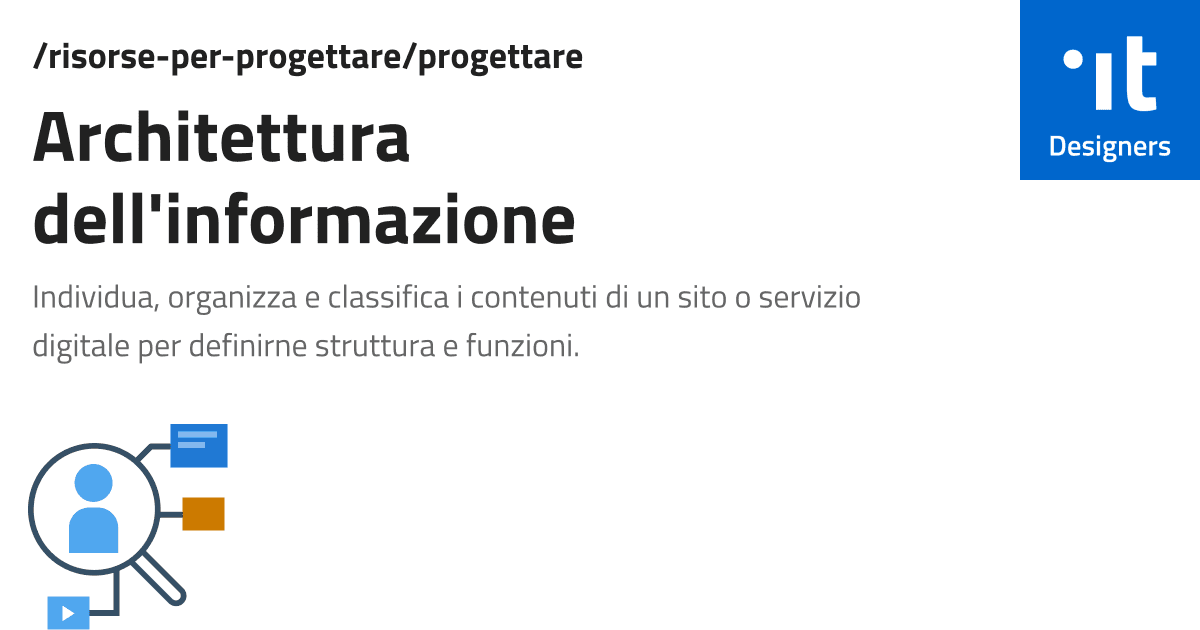 /risorse-per-progettare/progettare
Architettura
dell'informazione
Individua, organizza e classifica i contenuti di un sito o servizio
digitale per definirne struttura e funzioni.
it
Designers